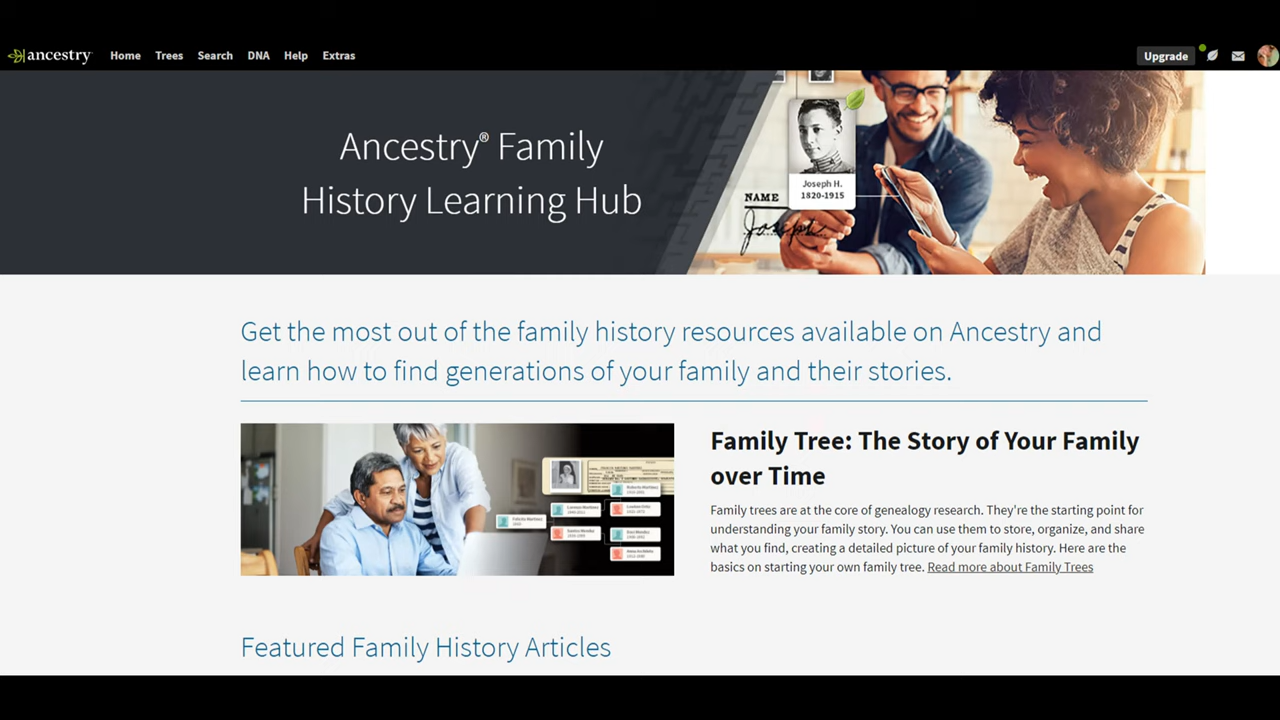 ancestry
Home Trees Search DNA Help Extras
Upgrade
Ancestry® Family
History Learning Hub
Joseph H.
1820-1915
NAME
Joseph
Get the most out of the family history resources available on Ancestry and
learn how to find generations of your family and their stories.
Family Tree: The Story of Your Family
over Time
Family trees are at the core of genealogy research. They're the starting point for
understanding your family story. You can use them to store, organize, and share
what you find, creating a detailed picture of your family history. Here are the
basics on starting your own family tree. Read more about Family Trees
Featured Family History Articles